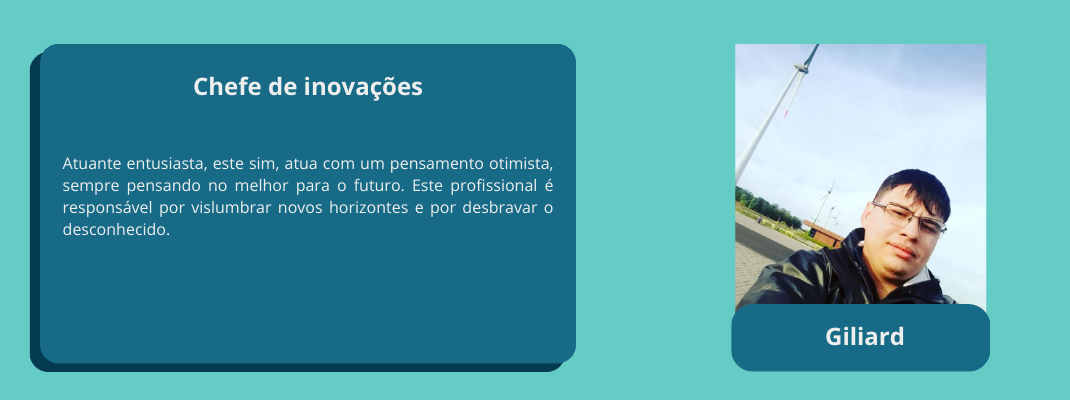 Chefe de inovações
Atuante entusiasta, este sim, atua com um pensamento otimista,
sempre pensando no melhor para o futuro. Este profissional é
responsável por vislumbrar novos horizontes e por desbravar o
desconhecido.
Giliard